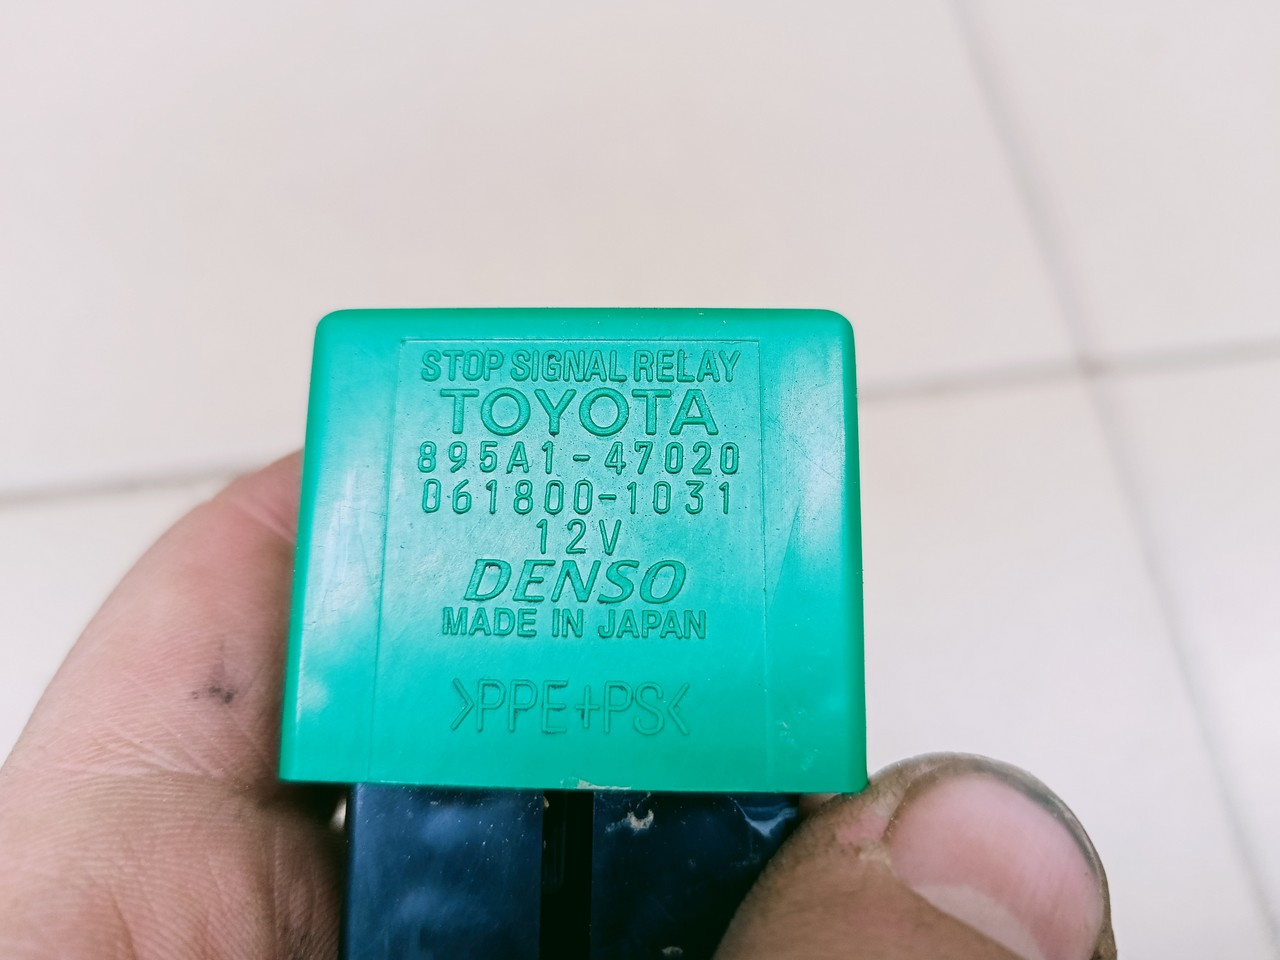 STOP SIGNAL RELAY
TOYOTA
895A1-47020
061800-1031
12V
DENSO
MADE IN JAPAN
>PPE+PS<